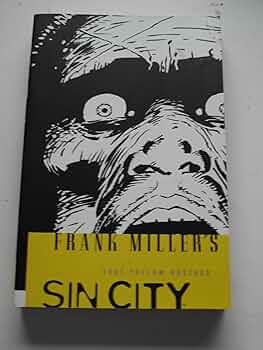 FRANK MILLER'S
THAT YELLOW BASTARD
SIN CITY